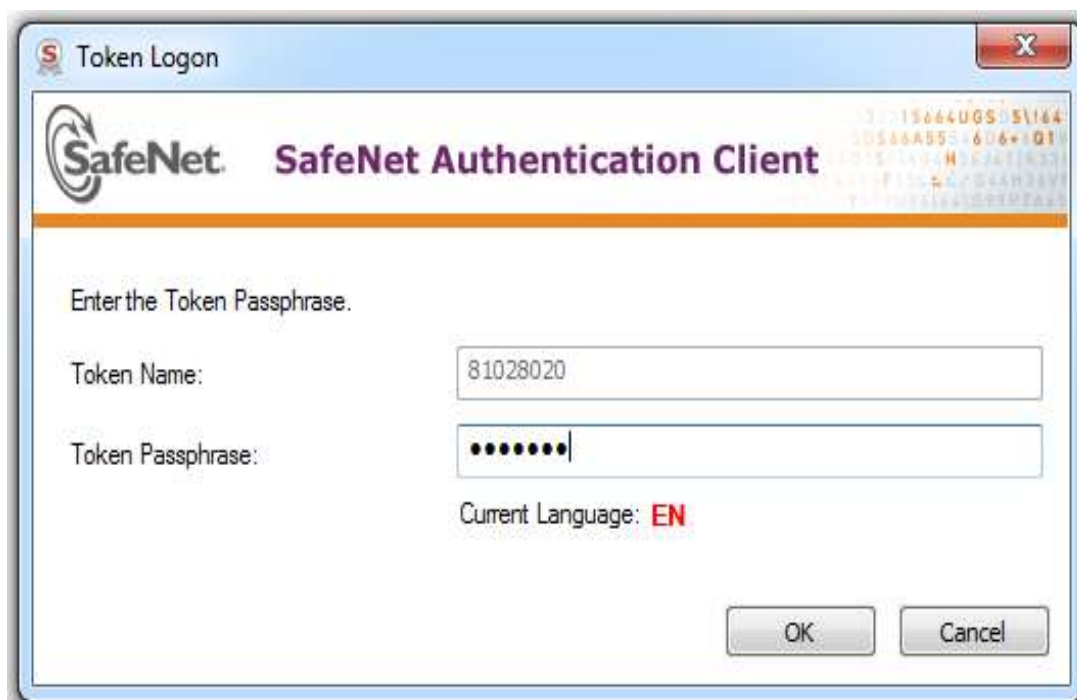 Token Logon
SafeNet.
SafeNet Authentication Client
Enter the Token Passphrase.
Token Name:
81028020
Token Passphrase:
•••••••
Current Language: EN
OK
Cancel